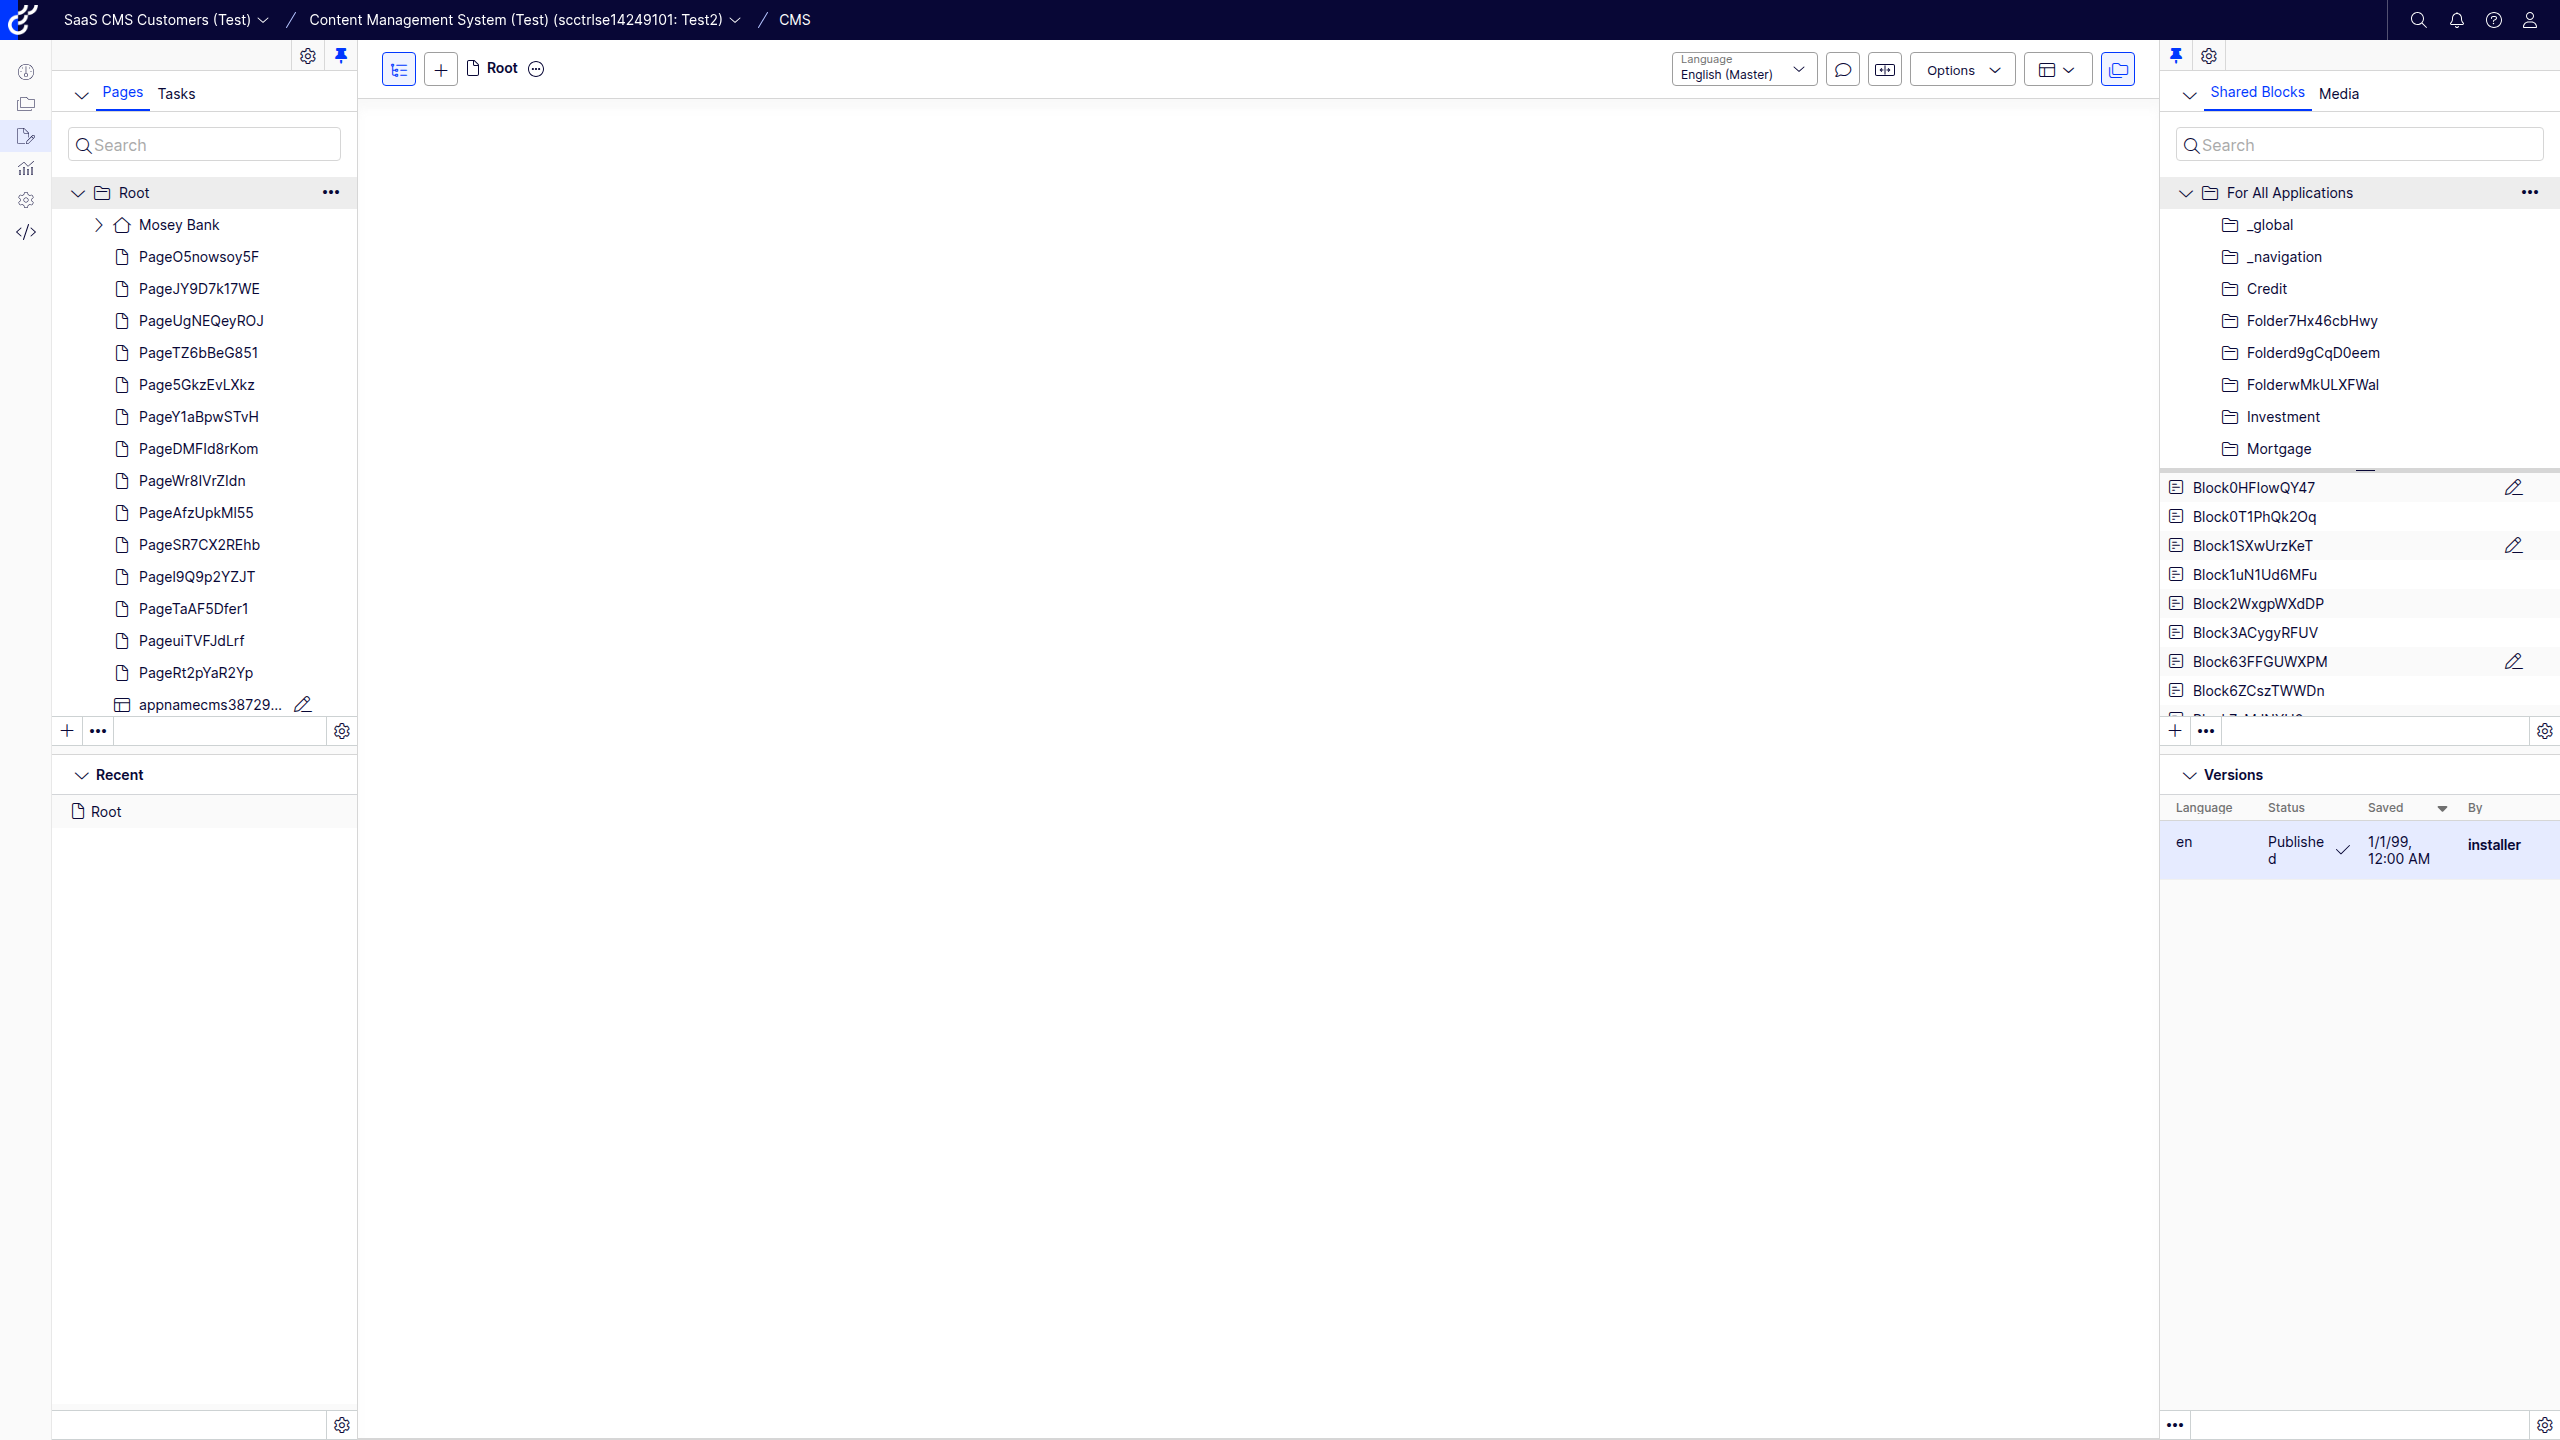 SaaS CMS Customers (Test) / Content Management System (Test) (scctrlse14249101: Test2) / CMS
Pages Tasks
Search
Root
Mosey Bank
PageO5nowsoy5F
PageJY9D7k17WE
PageUgNEQeyROJ
PageTZ6bBeG851
Page5GkzEvLXkz
PageY1aBpwSTvH
PageDMFld8rKom
PageWr8lVrZldn
PageAfzUpkMl55
PageSR7CX2REhb
PageI9Q9p2YZJT
PageTaAF5Dfer1
PageuiTVFJdLrf
PageRt2pYaR2Yp
appnamecms38729...
Recent
Root
Root
Language
English (Master)
Options
Shared Blocks Media
Search
For All Applications
_global
_navigation
Credit
Folder7Hx46cbHwy
Folderd9gCqD0eem
FolderwMkULXFWal
Investment
Mortgage
Block0HFlowQY47
Block0T1PhQk2Oq
Block1SXwUrzKeT
Block1uN1Ud6MFu
Block2WxgpWXdDP
Block3ACygyRFUV
Block63FFGUWXPM
Block6ZCszTWWDn
Versions
Language Status Saved By
en Published 1/1/99, 12:00 AM installer